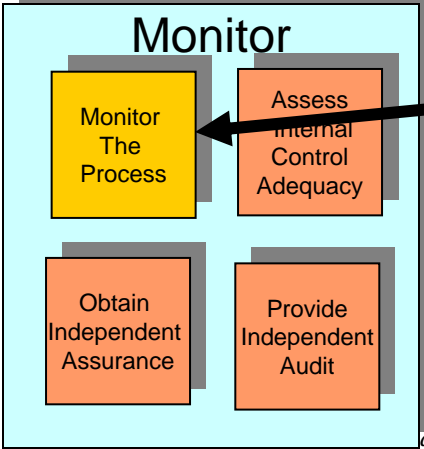 Monitor
Monitor
The
Process
Assess
Internal
Control
Adequacy
Obtain
Independent
Assurance
Provide
Independent
Audit